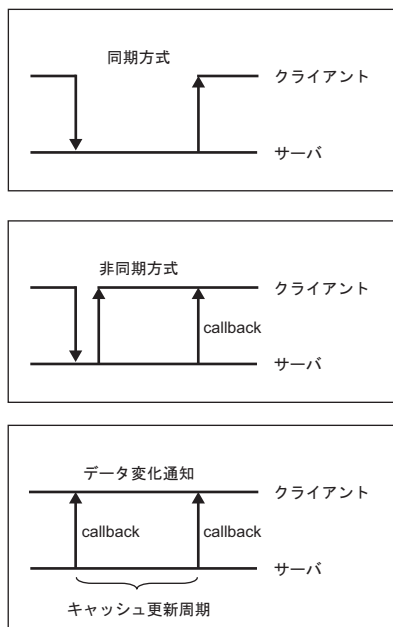 同期方式
クライアント
サーバ
非同期方式
クライアント
callback
サーバ
データ変化通知
クライアント
callback
callback
サーバ
キャッシュ更新周期